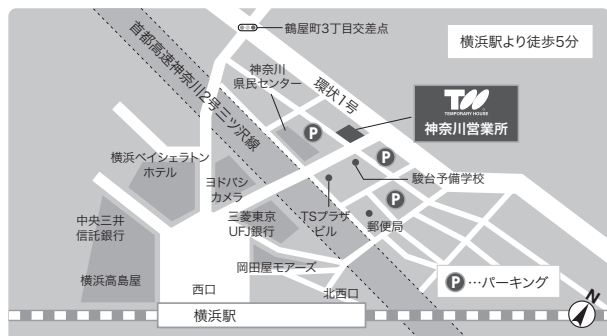 鶴屋町3丁目交差点
横浜駅より徒歩5分
首都高速神奈川2号三ツ沢線
神奈川
県民センター
環状1号
TEMPORARY HOUSE
神奈川営業所
P
横浜ベイシェラトン
ホテル
ヨドバシ
カメラ
P
駿台予備学校
P
中央三井
信託銀行
三菱東京
UFJ銀行
TSプラザ
ビル
郵便局
横浜高島屋
岡田屋モアーズ
P…パーキング
西口
北西口
横浜駅
N